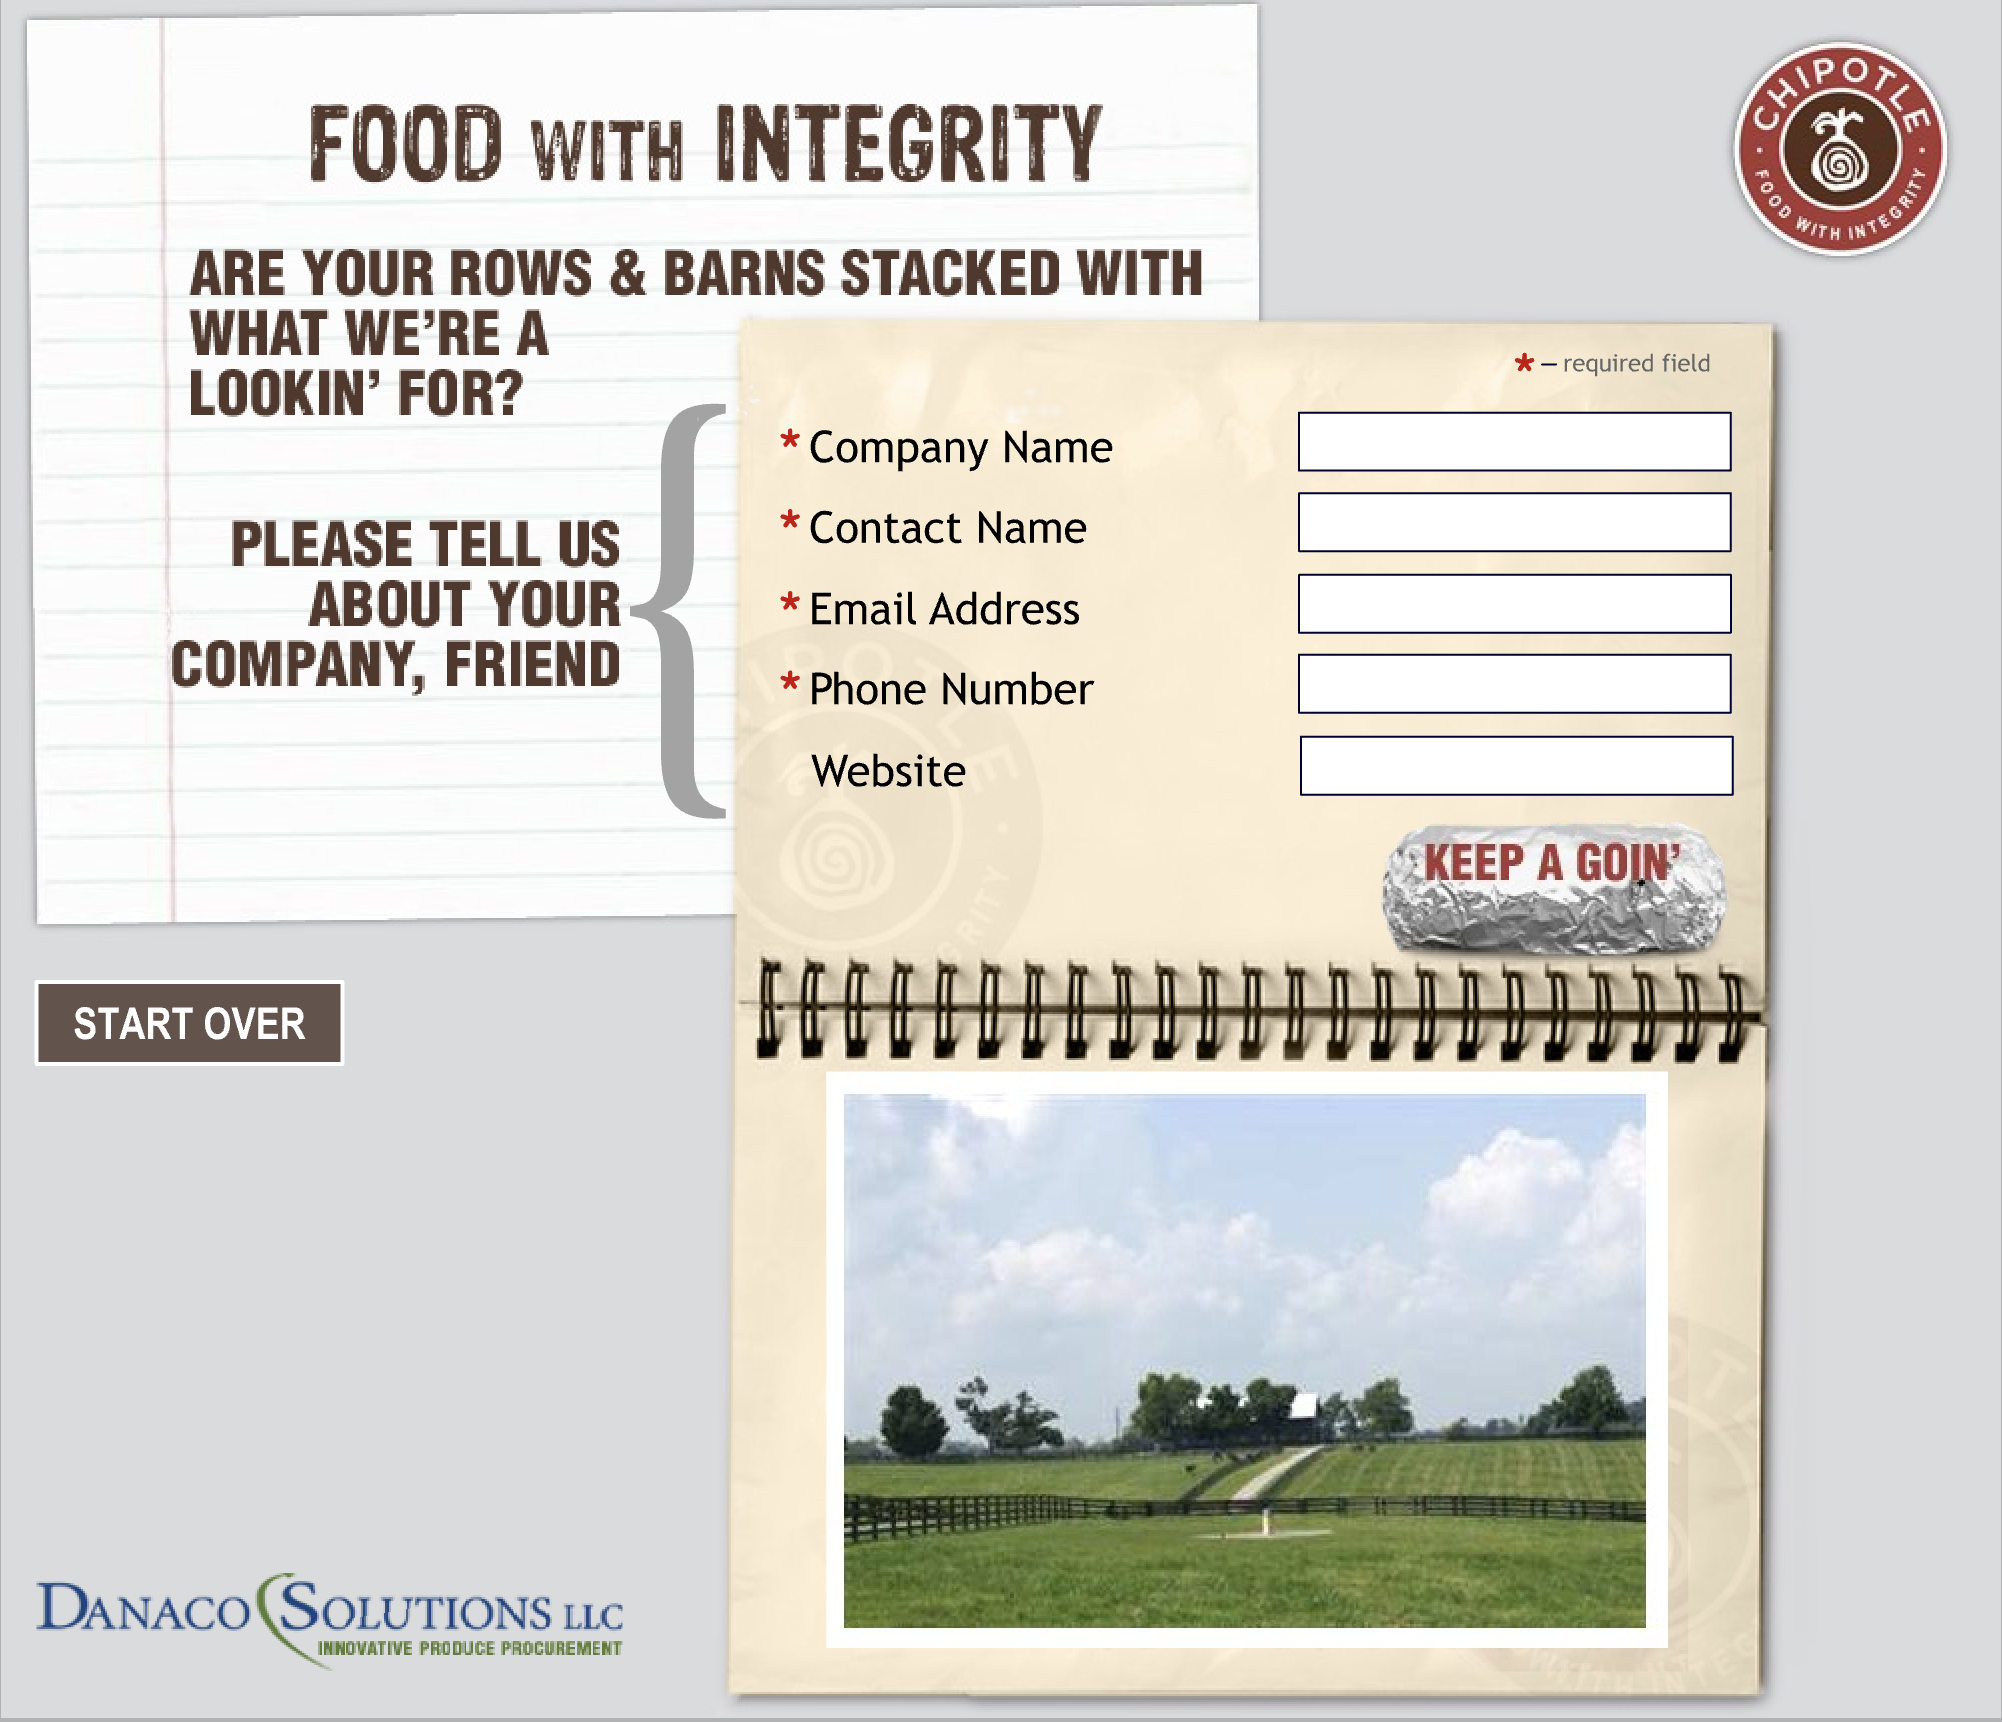 FOOD WITH INTEGRITY
CHIPOTLE
FOOD WITH INTEGRITY
ARE YOUR ROWS & BARNS STACKED WITH
WHAT WE’RE A
LOOKIN’ FOR?
* – required field
* Company Name
* Contact Name
PLEASE TELL US
ABOUT YOUR
COMPANY, FRIEND
* Email Address
* Phone Number
Website
KEEP A GOIN’
START OVER
DANACO SOLUTIONS LLC
INNOVATIVE PRODUCE PROCUREMENT